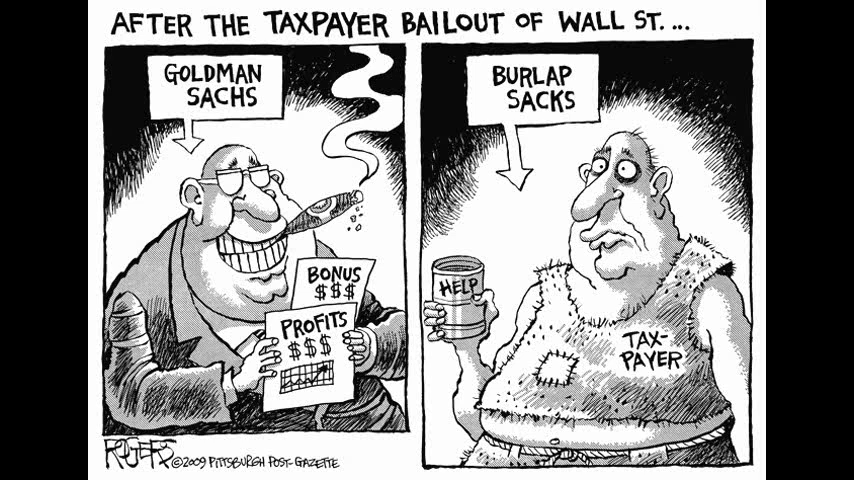 AFTER THE TAXPAYER BAILOUT OF WALL ST. ...
GOLDMAN
SACHS
BONUS
$$$
PROFITS
$$$
BURLAP
SACKS
HELP
TAX-
PAYER
ROGERS
©2009 PITTSBURGH POST-GAZETTE